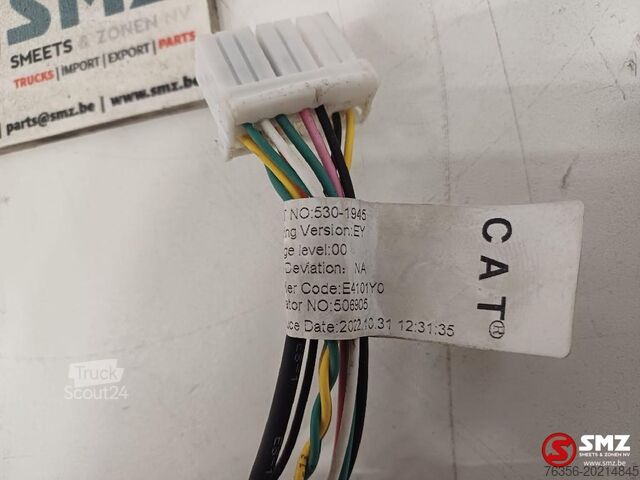 SMZ
SMEETS & ZONEN NV
TRUCKS | IMPORT | EXPORT | PARTS
parts@smz.be | www.smz.be
T NO:530-1946
ng Version:EY
ge level:00
Deviation: NA
er Code:E4101Y0
ator NO:506905
uce Date:2022.10.31 12:31:35
CAT
Truck
Scout24
SMZ
SMEETS & ZONEN NV
76356-20214845